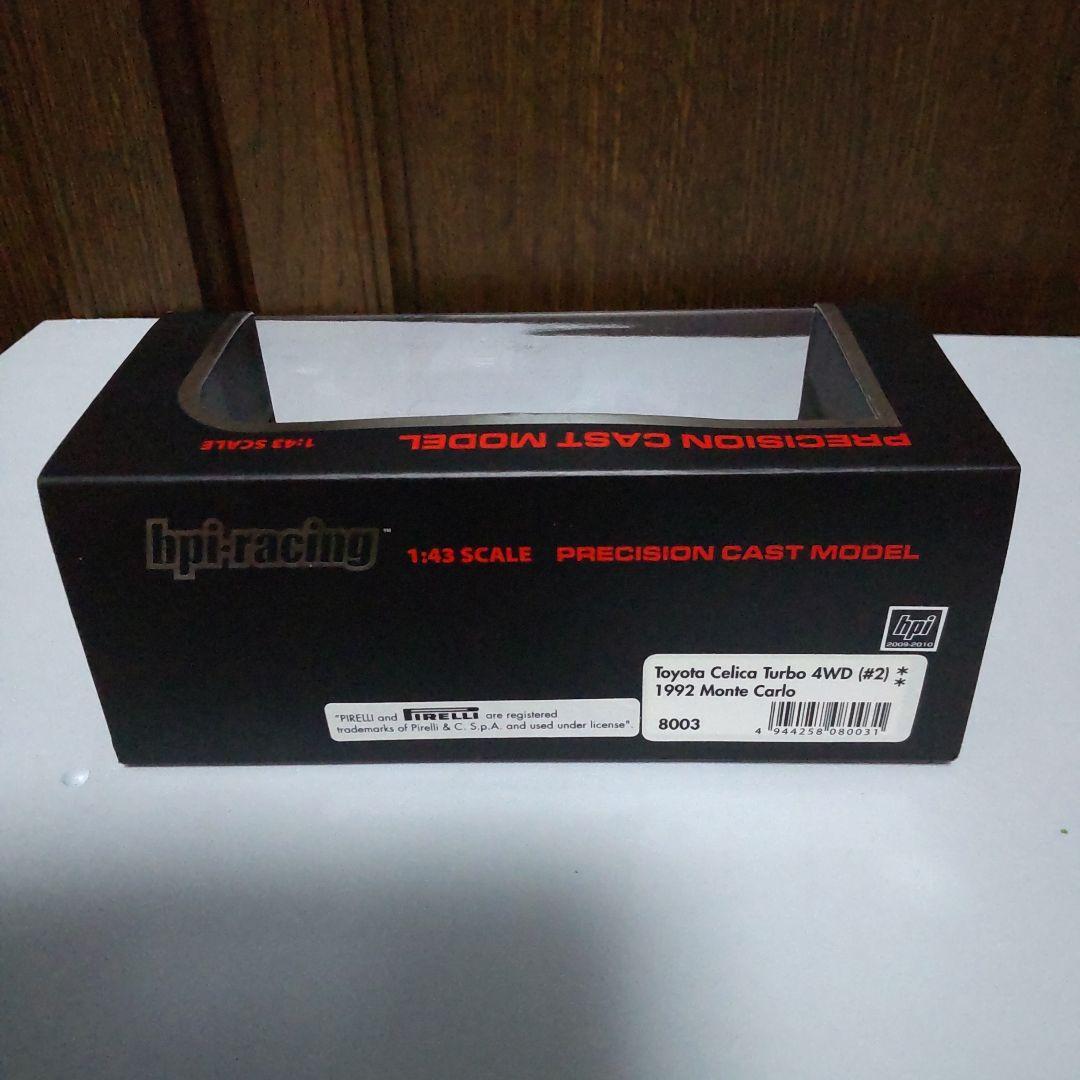 1:43 SCALE PRECISION CAST MODEL
hpi·racing™ 1:43 SCALE PRECISION CAST MODEL
hpi
2009-2010
Toyota Celica Turbo 4WD (#2) **
1992 Monte Carlo
8003
4 944258 080031
"PIRELLI and PIRELLI are registered
trademarks of Pirelli & C. S.p.A. and used under license".